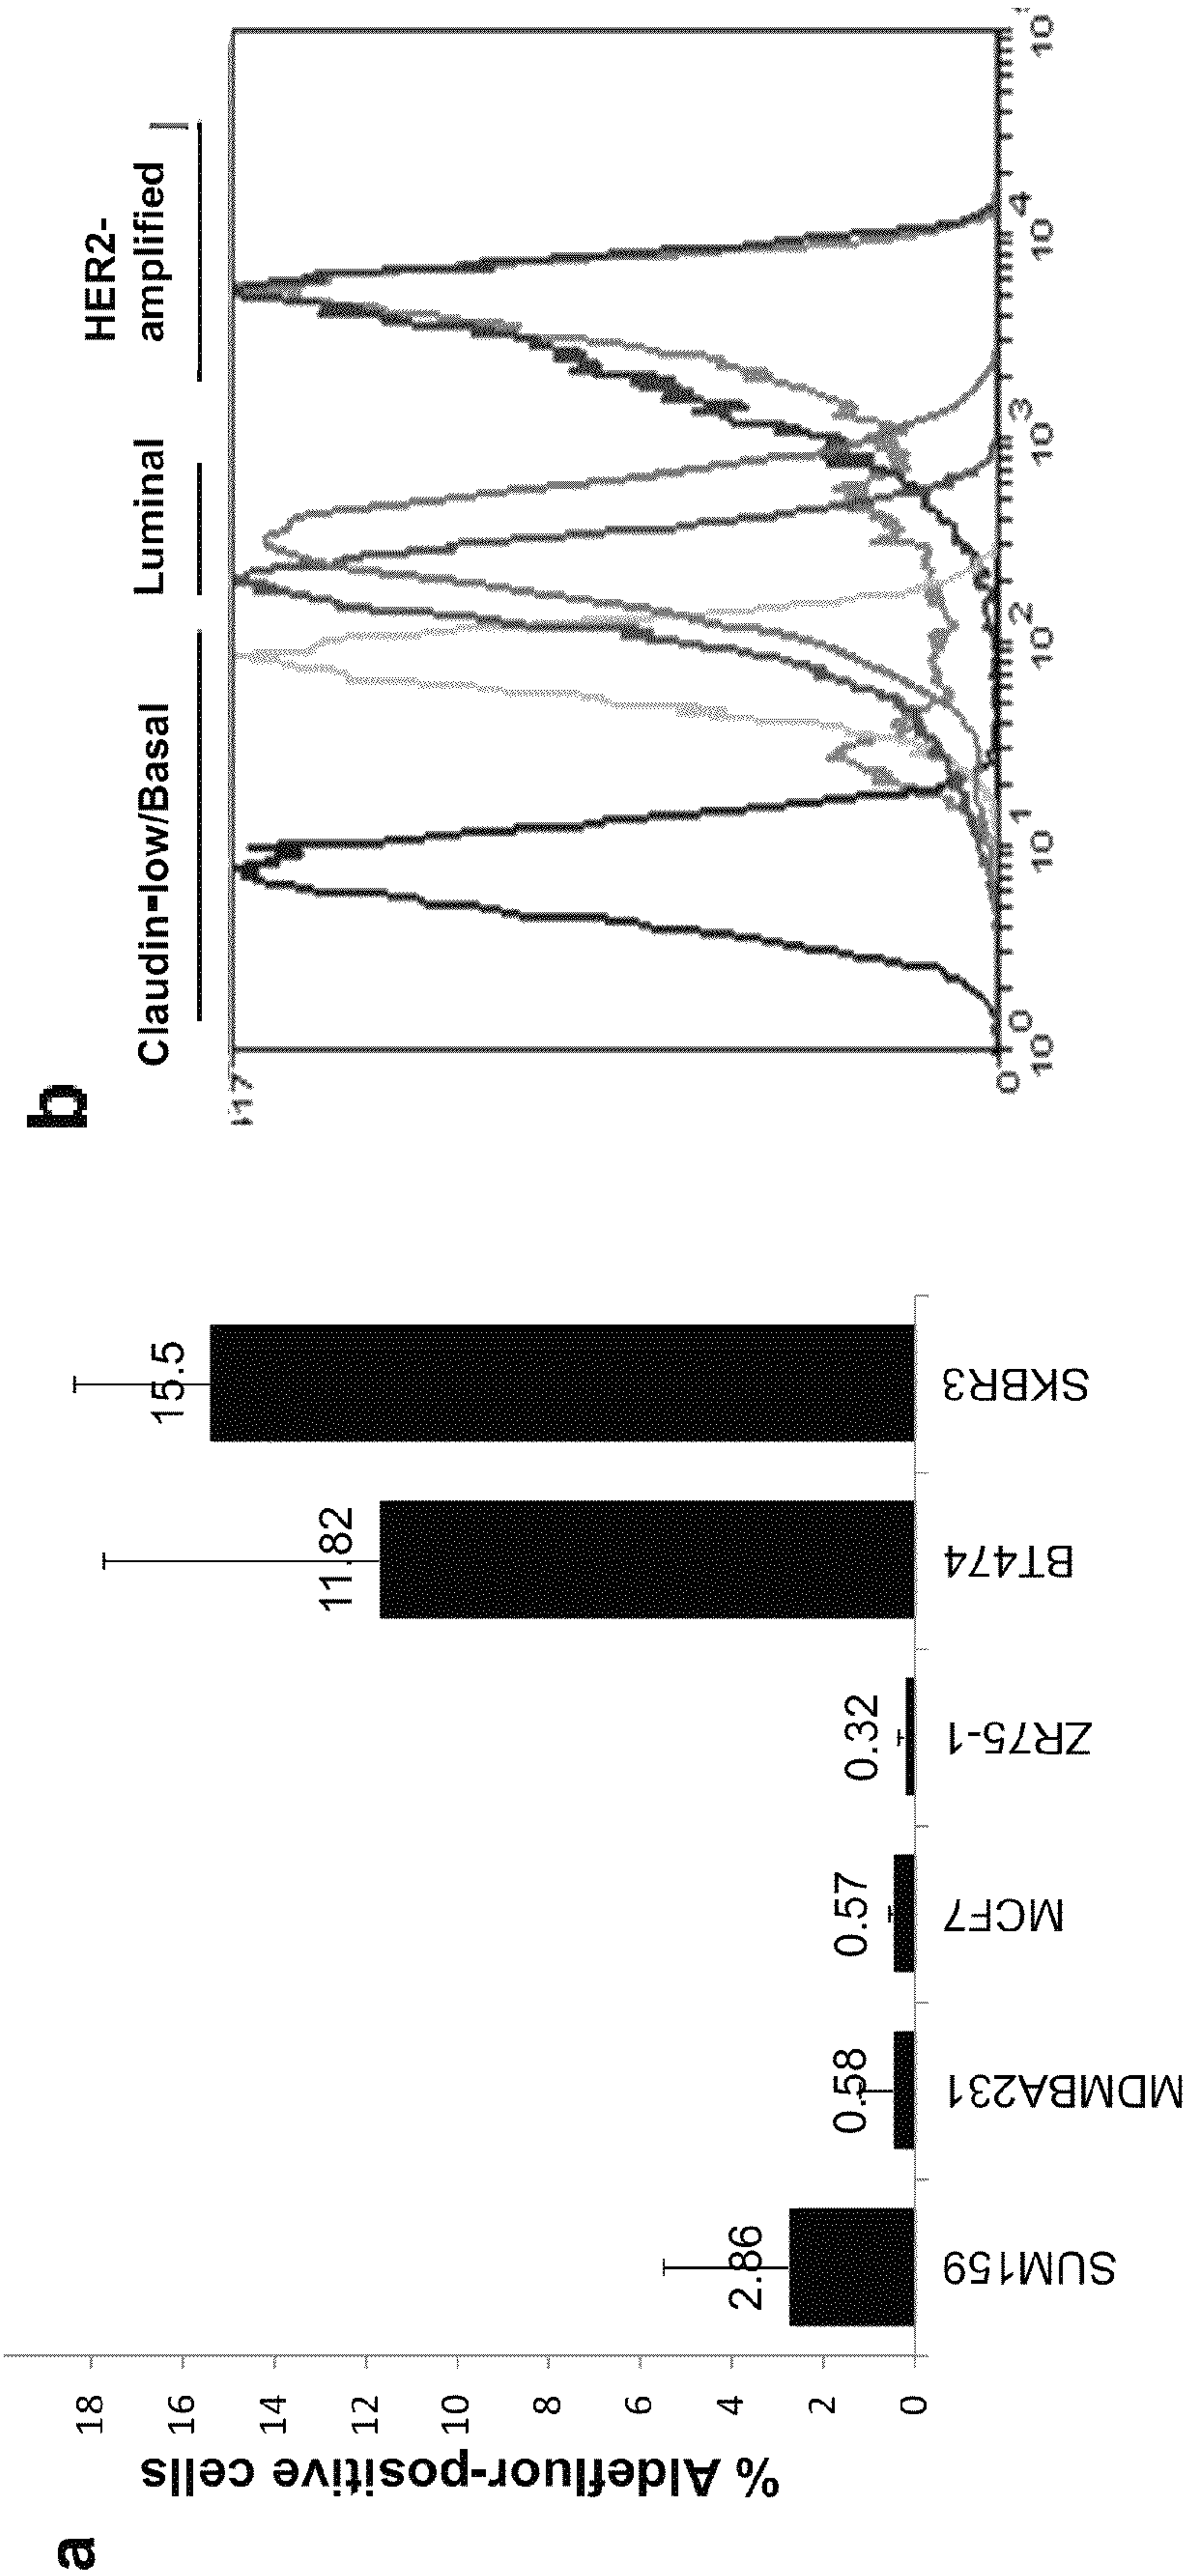 a
% Aldefluor-positive cells
18
16
14
12
10
8
6
4
2
0
2.86
0.58
0.57
0.32
11.82
15.5
SUM159
MDMBA231
MCF7
ZR75-1
BT474
SKBR3
b
Claudin-low/Basal
Luminal
HER2-
amplified
0
10 0
10 1
10 2
10 3
10 4